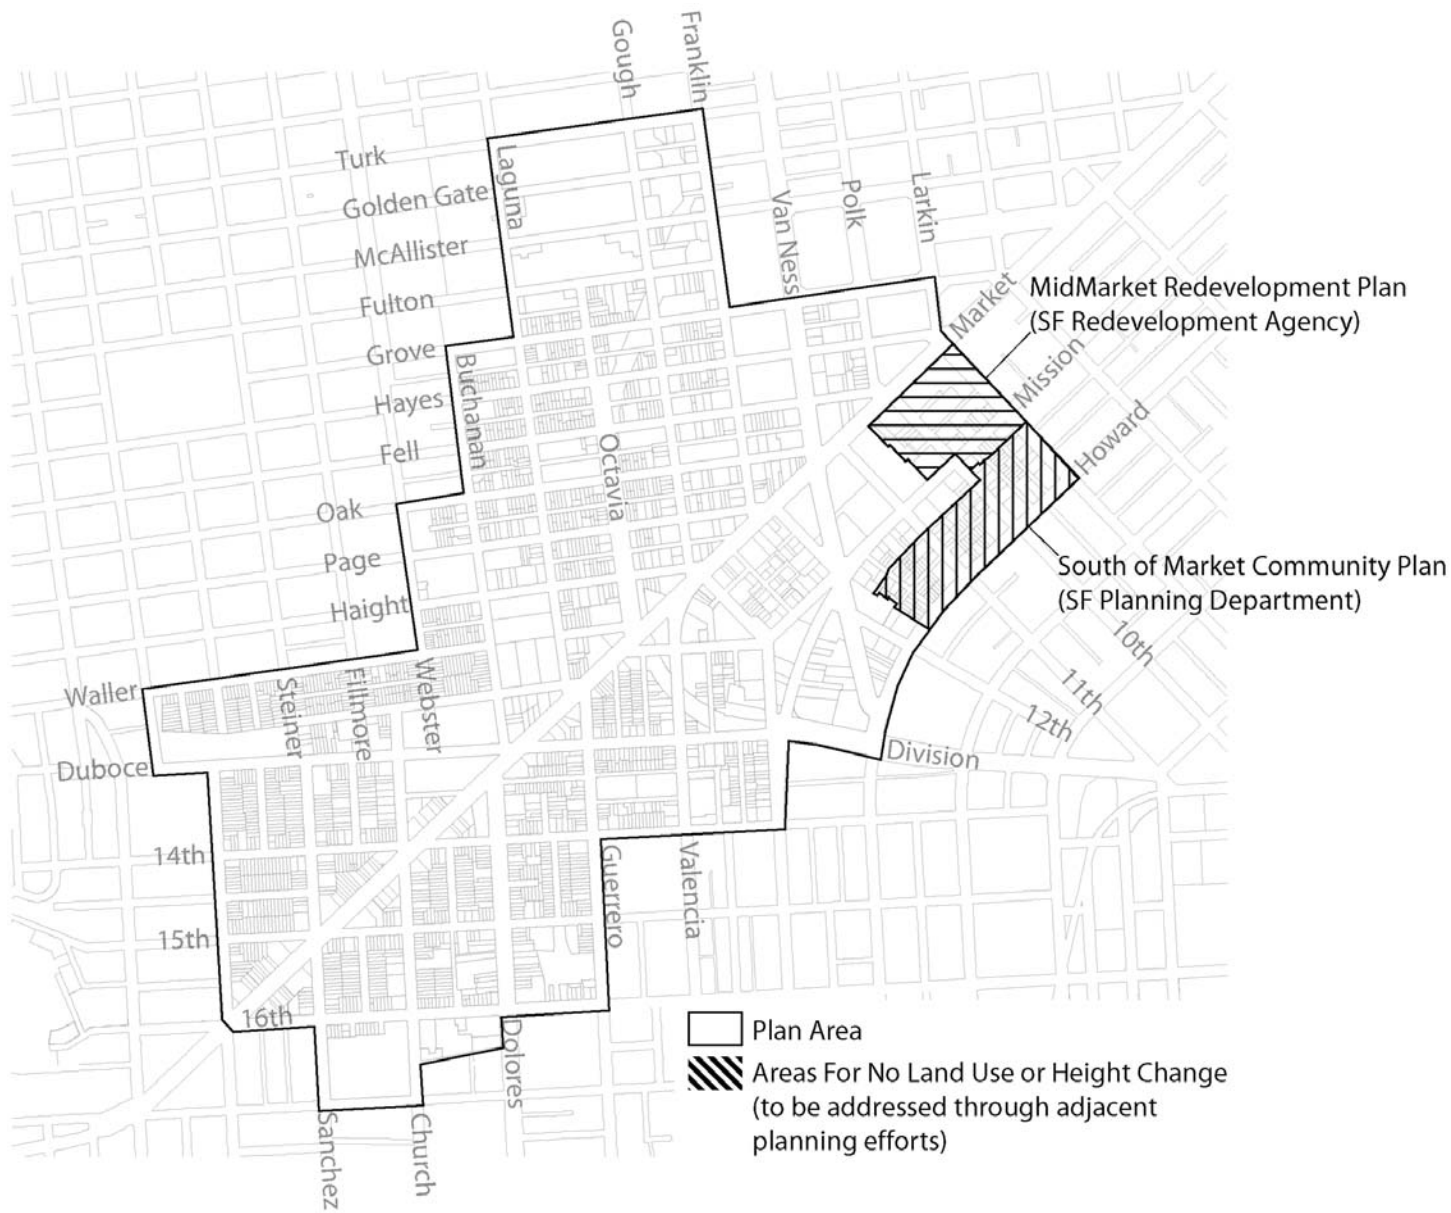 Gough
Franklin
Turk
Laguna
Golden Gate
Van Ness
Polk
Larkin
McAllister
Fulton
Market
MidMarket Redevelopment Plan
(SF Redevelopment Agency)
Grove
Buchanan
Mission
Hayes
Howard
Fell
Octavia
Oak
Page
South of Market Community Plan
(SF Planning Department)
Haight
10th
Waller
Steiner
Fillmore
Webster
11th
12th
Duboce
Division
14th
Guerrero
Valencia
15th
16th
Dolores
Plan Area
Areas For No Land Use or Height Change
(to be addressed through adjacent
planning efforts)
Sanchez
Church